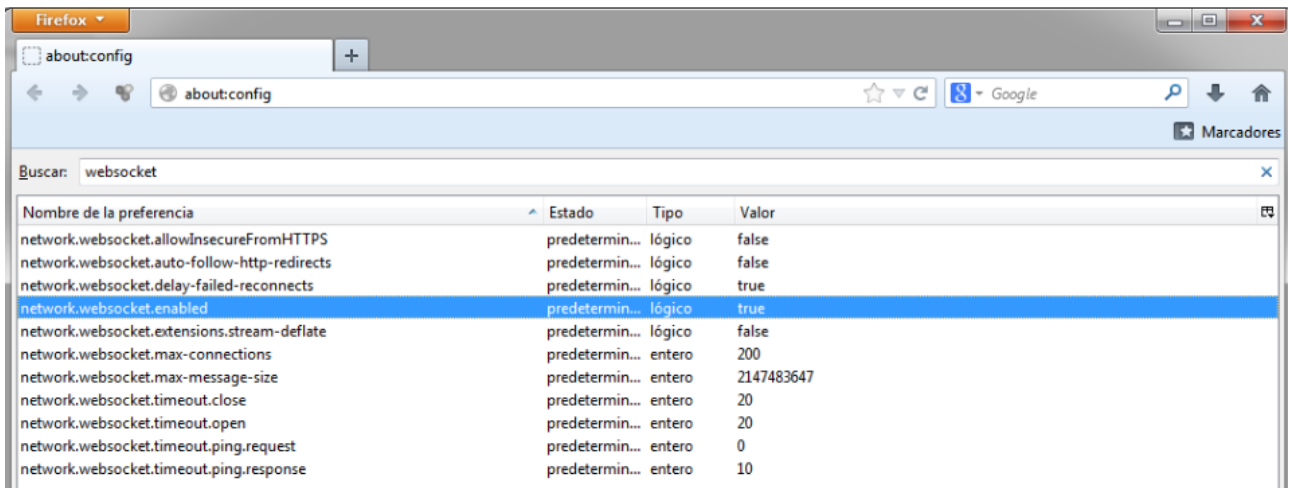 Firefox
about:config
about:config Google
Marcadores
Buscar: websocket
Nombre de la preferencia Estado Tipo Valor
network.websocket.allowInsecureFromHTTPS predetermin... lógico false
network.websocket.auto-follow-http-redirects predetermin... lógico false
network.websocket.delay-failed-reconnects predetermin... lógico true
network.websocket.enabled predetermin... lógico true
network.websocket.extensions.stream-deflate predetermin... lógico false
network.websocket.max-connections predetermin... entero 200
network.websocket.max-message-size predetermin... entero 2147483647
network.websocket.timeout.close predetermin... entero 20
network.websocket.timeout.open predetermin... entero 20
network.websocket.timeout.ping.request predetermin... entero 0
network.websocket.timeout.ping.response predetermin... entero 10